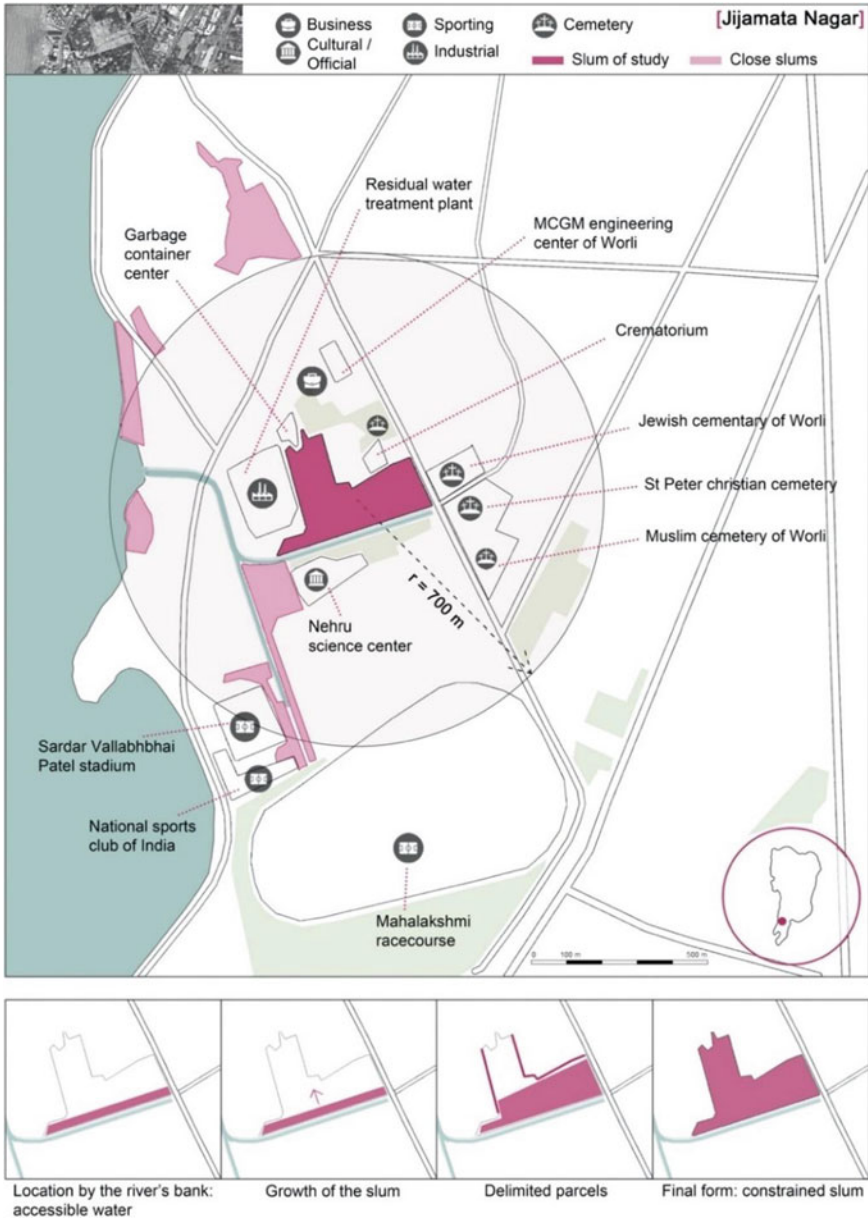 Business
Cultural /
Official
Sporting
Industrial
Cemetery
[Jijamata Nagar]
Slum of study
Close slums
Residual water
treatment plant
MCGM engineering
center of Worli
Garbage
container
center
Crematorium
Jewish cementary of Worli
St Peter christian cemetery
Muslim cemetery of Worli
r = 700 m
Nehru
science center
Sardar Vallabhbhai
Patel stadium
National sports
club of India
Mahalakshmi
racecourse
0 100 m 500 m
Location by the river's bank:
accessible water
Growth of the slum
Delimited parcels
Final form: constrained slum